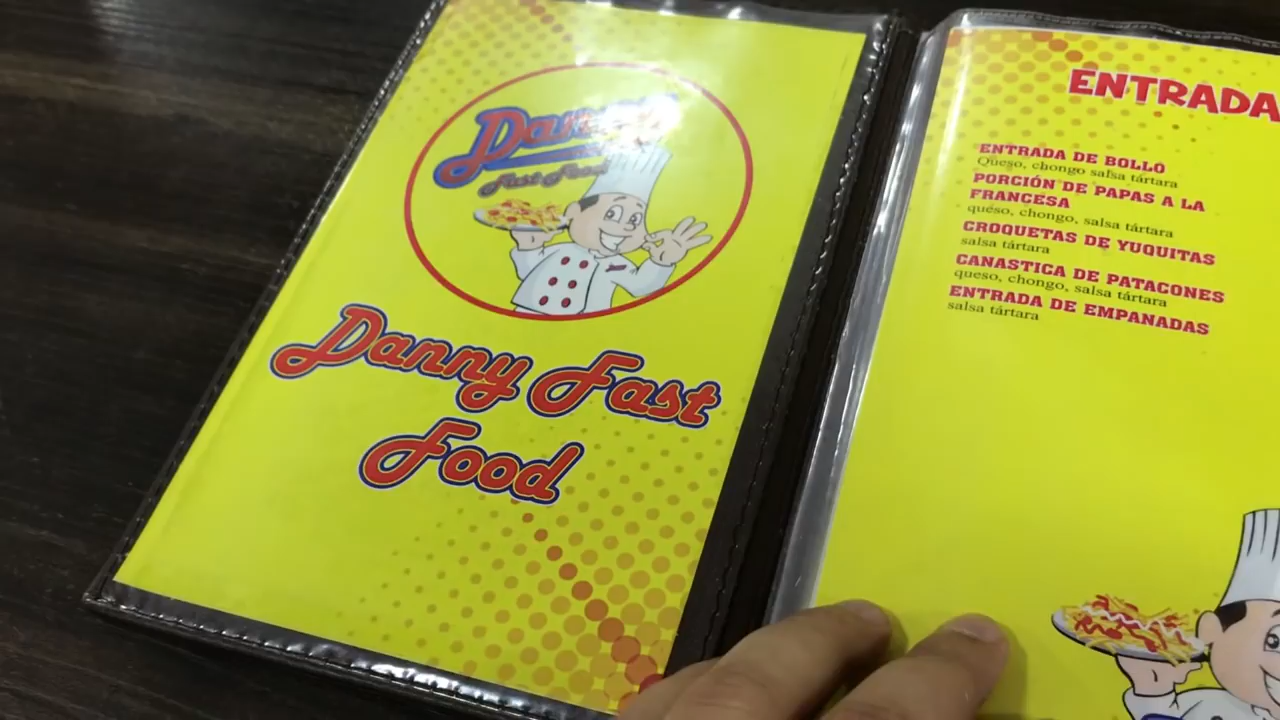 Fast Food
Danny Fast
Food
ENTRADA
ENTRADA DE BOLLO
Queso, chongo salsa tártara
PORCIÓN DE PAPAS A LA
FRANCESA
queso, chongo, salsa tártara
CROQUETAS DE YUQUITAS
salsa tártara
CANASTICA DE PATACONES
queso, chongo, salsa tártara
ENTRADA DE EMPANADAS
salsa tártara